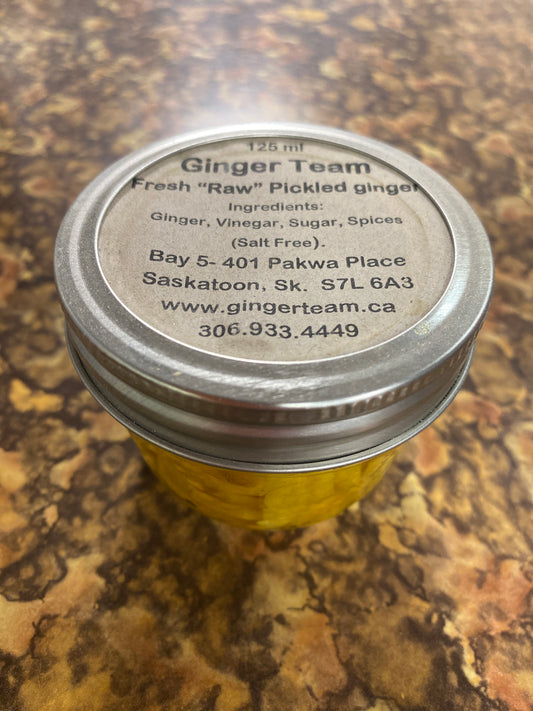 125 ml
Ginger Team
Fresh "Raw" Pickled ginger
Ingredients:
Ginger, Vinegar, Sugar, Spices
(Salt Free).
Bay 5- 401 Pakwa Place
Saskatoon, Sk. S7L 6A3
www.gingerteam.ca
306.933.4449